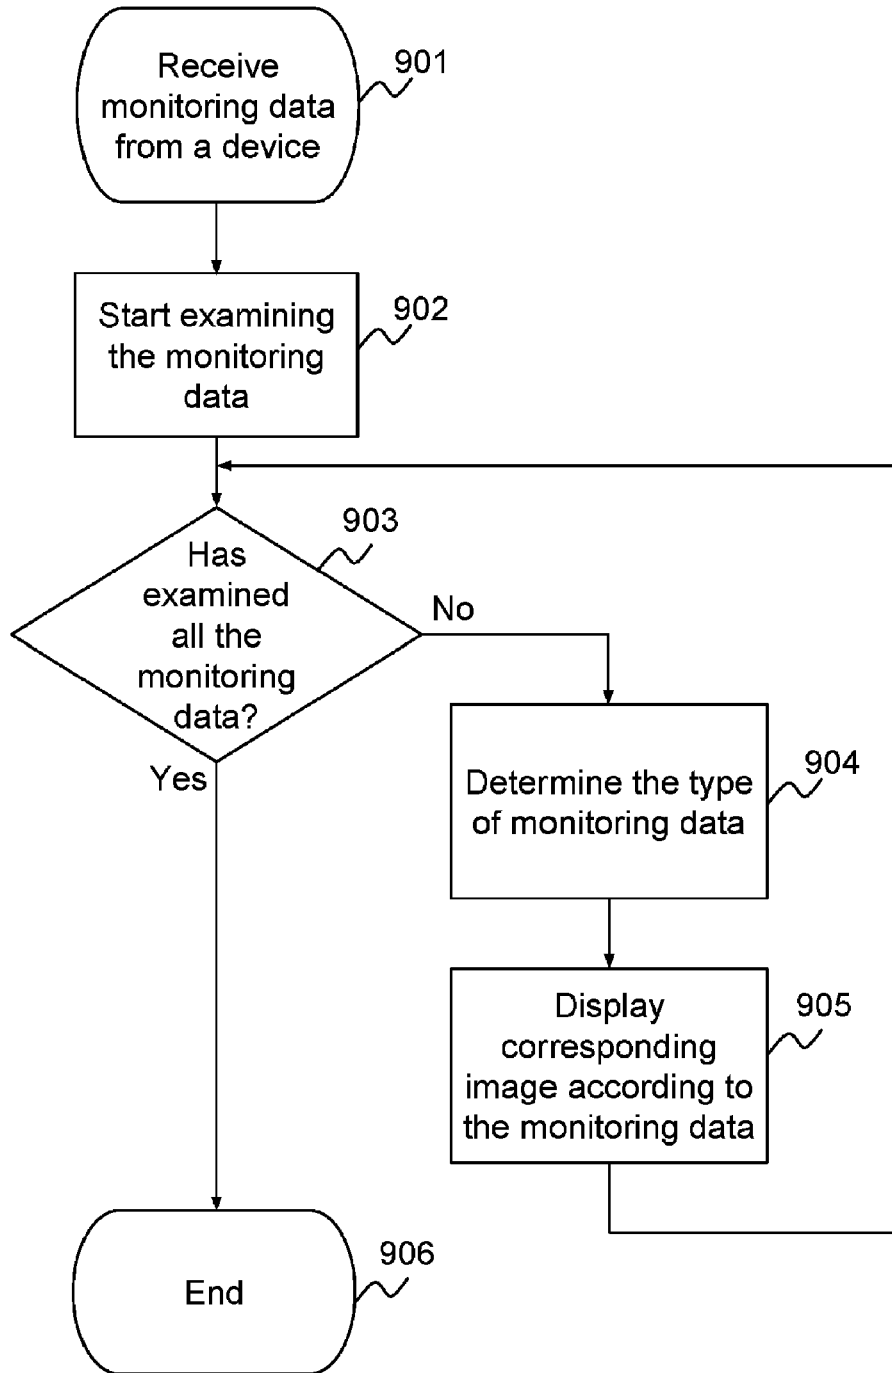 Receive
monitoring data
from a device
901
Start examining
the monitoring
data
902
903
Has
examined
all the
monitoring
data?
No
Yes
Determine the type
of monitoring data
904
Display
corresponding
image according to
the monitoring data
905
End
906